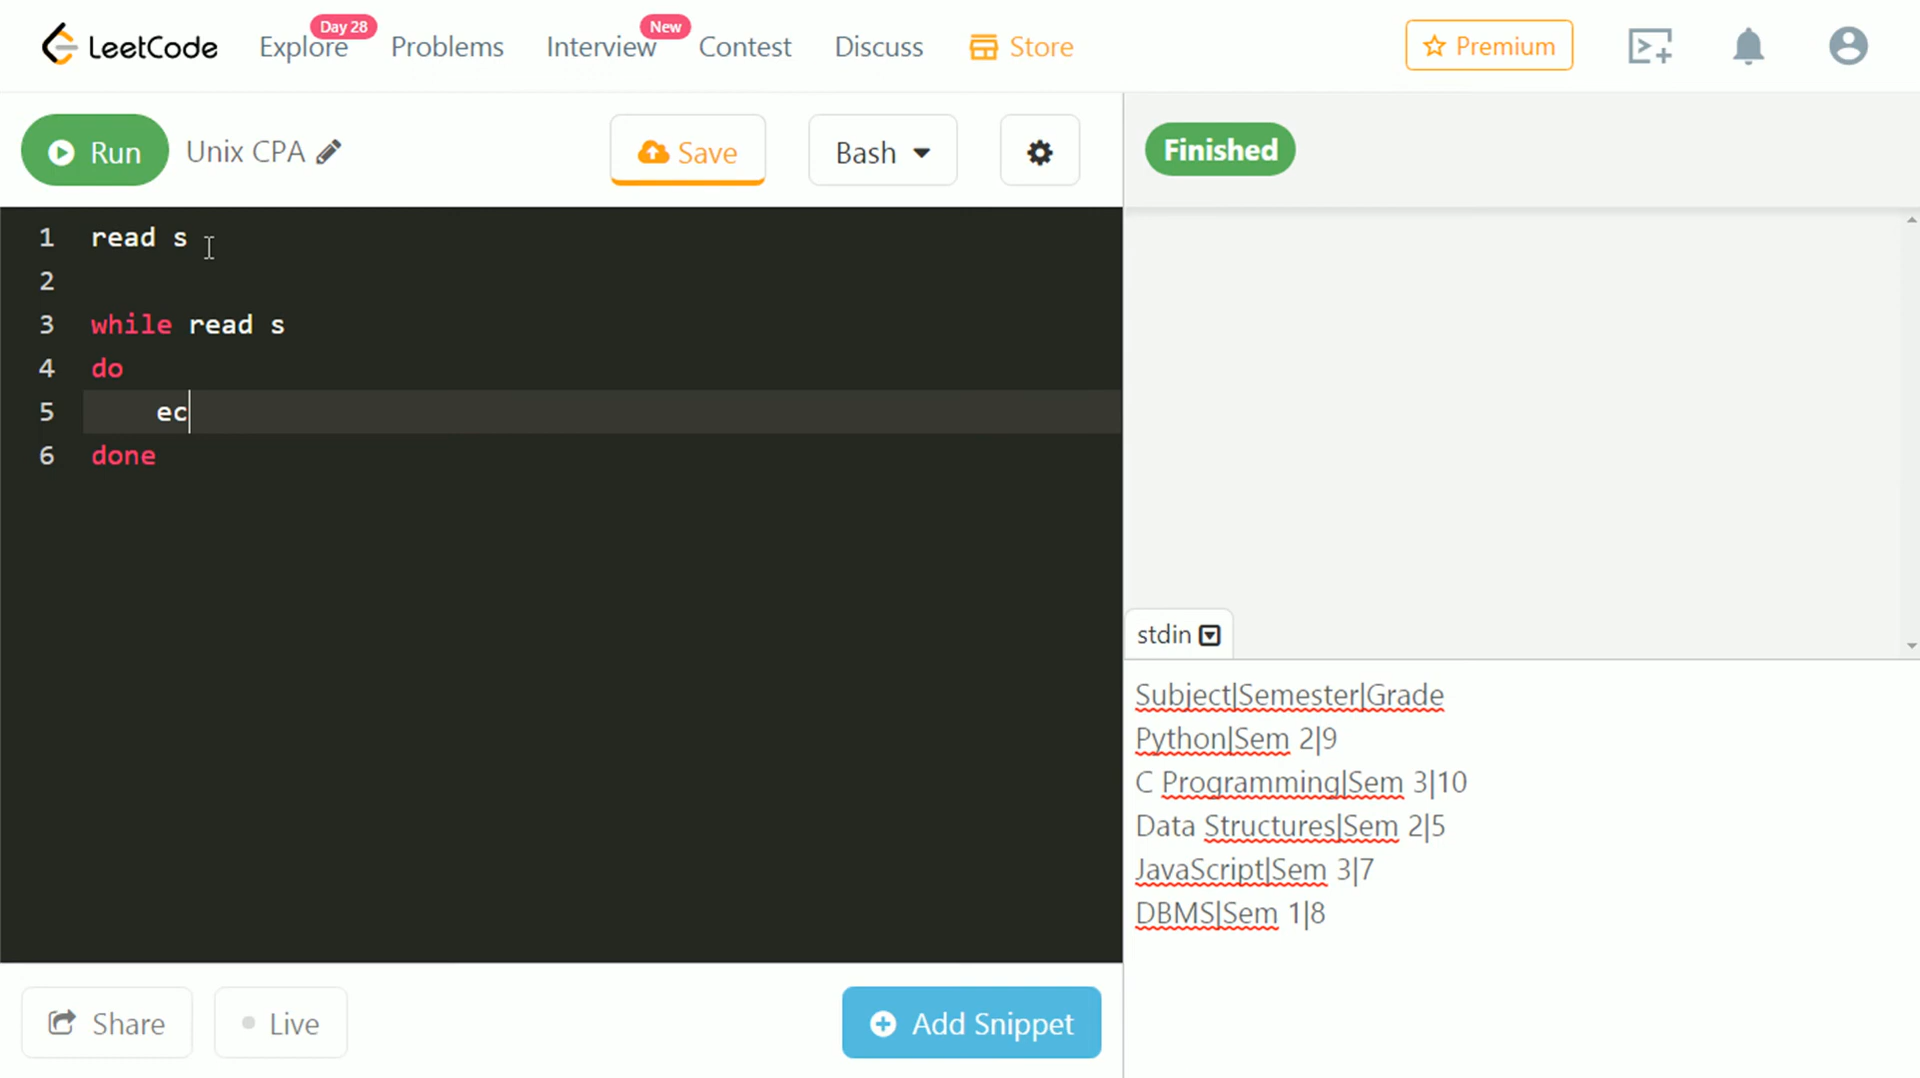 LeetCode Explore Day 28 Problems Interview New Contest Discuss Store Premium
Run Unix CPA Save Bash Finished
1 read s
2
3 while read s
4 do
5 ec
6 done
stdin
Subject|Semester|Grade
Python|Sem 2|9
C Programming|Sem 3|10
Data Structures|Sem 2|5
JavaScript|Sem 3|7
DBMS|Sem 1|8
Share Live Add Snippet